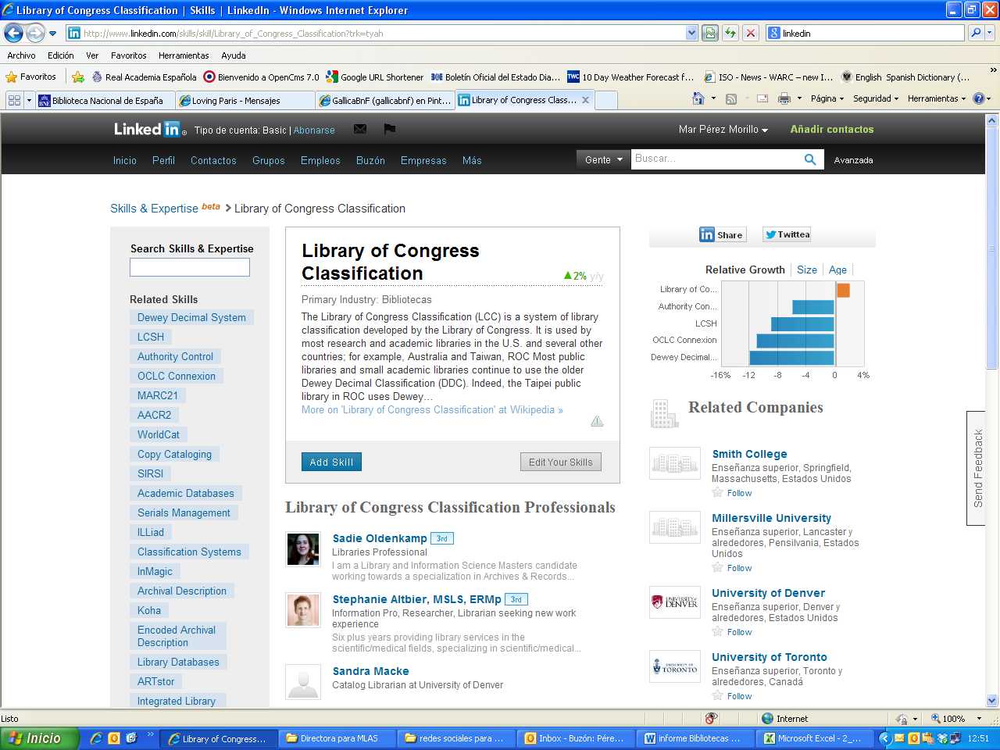 Library of Congress Classification | Skills | LinkedIn - Windows Internet Explorer
http://www.linkedin.com/skills/skill/Library_of_Congress_Classification?trk=tyah
linkedin
Archivo Edición Ver Favoritos Herramientas Ayuda
Favoritos Real Academia Española Bienvenido a OpenCms 7.0 Google URL Shortener Boletín Oficial del Estado Dia... 10 Day Weather Forecast f... ISO - News - WARC – new I... English Spanish Dictionary (...
Biblioteca Nacional de España Loving Paris - Mensajes GallicaBnF (gallicabnf) en Pint... Library of Congress Clas... Página Seguridad Herramientas
Linked in Tipo de cuenta: Basic | Abonarse Mar Pérez Morillo Añadir contactos
Inicio Perfil Contactos Grupos Empleos Buzón Empresas Más Gente Buscar... Avanzada
Skills & Expertise beta > Library of Congress Classification
Search Skills & Expertise
Related Skills
Dewey Decimal System
LCSH
Authority Control
OCLC Connexion
MARC21
AACR2
WorldCat
Copy Cataloging
SIRSI
Academic Databases
Serials Management
ILLiad
Classification Systems
InMagic
Archival Description
Koha
Encoded Archival
Description
Library Databases
ARTstor
Integrated Library
Library of Congress
Classification
2% y/y
Primary Industry: Bibliotecas
The Library of Congress Classification (LCC) is a system of library
classification developed by the Library of Congress. It is used by
most research and academic libraries in the U.S. and several other
countries; for example, Australia and Taiwan, ROC Most public
libraries and small academic libraries continue to use the older
Dewey Decimal Classification (DDC). Indeed, the Taipei public
library in ROC uses Dewey...
More on 'Library of Congress Classification' at Wikipedia »
Add Skill Edit Your Skills
Library of Congress Classification Professionals
Sadie Oldenkamp 3rd
Libraries Professional
I am a Library and Information Science Masters candidate
working towards a specialization in Archives & Records...
Stephanie Altbier, MSLS, ERMp 3rd
Information Pro, Researcher, Librarian seeking new work
experience
Six plus years providing library services in the
scientific/medical fields, specializing in scientific/medical...
Sandra Macke
Catalog Librarian at University of Denver
in Share Twittea
Relative Growth Size Age
Library of Co...
Authority Con...
LCSH
OCLC Connexion
Dewey Decimal...
-16% -12 -8 -4 0 4%
Related Companies
Smith College
Enseñanza superior, Springfield,
Massachusetts, Estados Unidos
Follow
Millersville University
Enseñanza superior, Lancaster y
alrededores, Pensilvania, Estados
Unidos
Follow
UNIVERSITY OF DENVER
University of Denver
Enseñanza superior, Denver y
alrededores, Estados Unidos
Follow
UNIVERSITY OF TORONTO
University of Toronto
Enseñanza superior, Toronto y
alrededores, Canadá
Follow
Send Feedback
Listo Internet 100%
Inicio Library of Congress... Directora para MLAS redes sociales para ... Inbox - Buzón: Pére... informe Bibliotecas ... Microsoft Excel - 2_... 12:51